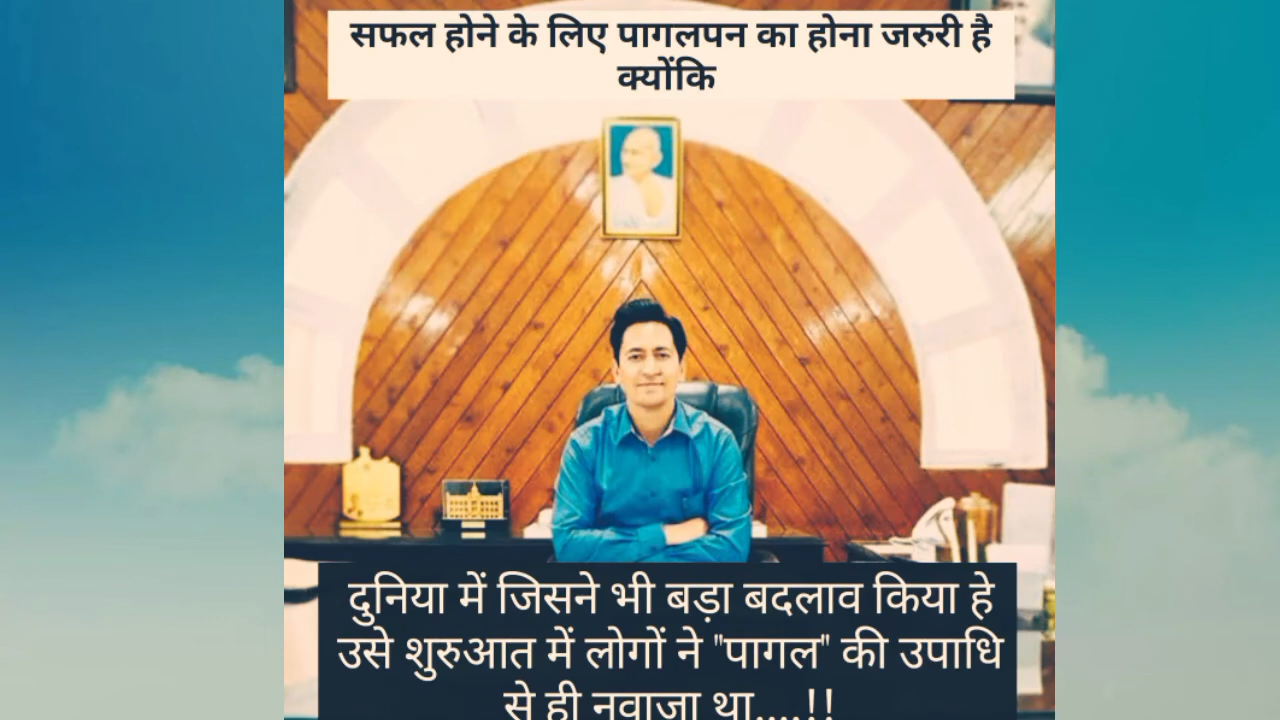 सफल होने के लिए पागलपन का होना जरुरी है
क्योंकि
दुनिया में जिसने भी बड़ा बदलाव किया हे
उसे शुरुआत में लोगों ने "पागल" की उपाधि
से ही नवाजा था....!!